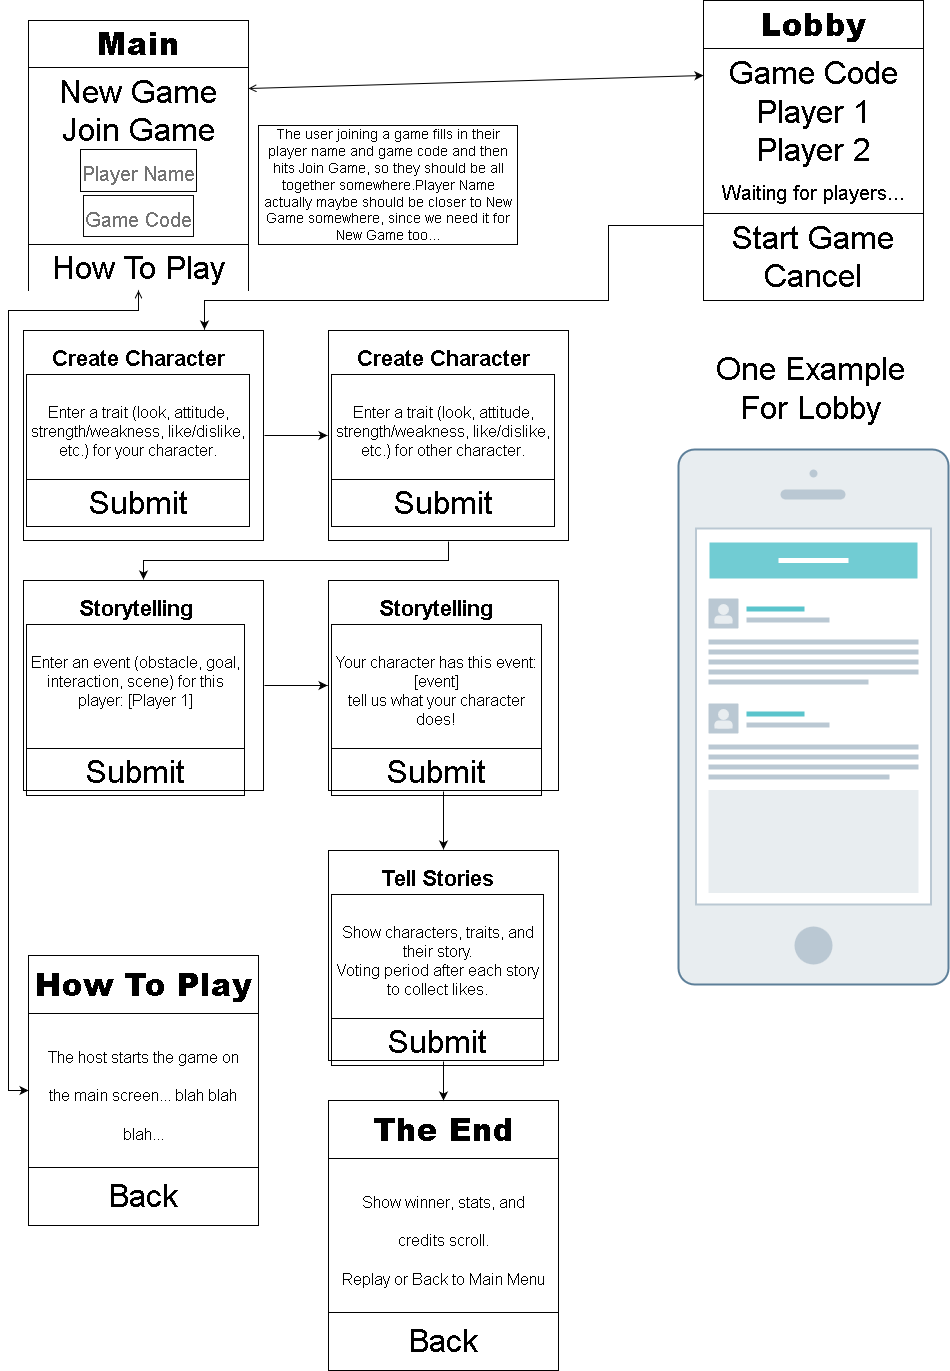 Main
New Game
Join Game
Player Name
Game Code
How To Play
The user joining a game fills in their
player name and game code and then
hits Join Game, so they should be all
together somewhere.Player Name
actually maybe should be closer to New
Game somewhere, since we need it for
New Game too...
Lobby
Game Code
Player 1
Player 2
Waiting for players...
Start Game
Cancel
Create Character
Enter a trait (look, attitude,
strength/weakness, like/dislike,
etc.) for your character.
Submit
Create Character
Enter a trait (look, attitude,
strength/weakness, like/dislike,
etc.) for other character.
Submit
One Example
For Lobby
Storytelling
Enter an event (obstacle, goal,
interaction, scene) for this
player: [Player 1]
Submit
Storytelling
Your character has this event:
[event]
tell us what your character
does!
Submit
Tell Stories
Show characters, traits, and
their story.
Voting period after each story
to collect likes.
Submit
How To Play
The host starts the game on
the main screen... blah blah
blah...
Back
The End
Show winner, stats, and
credits scroll.
Replay or Back to Main Menu
Back